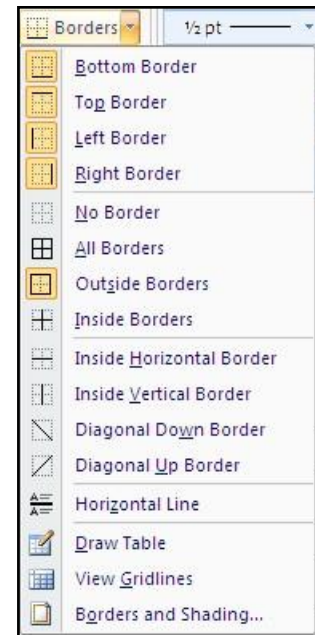 Borders ½ pt
Bottom Border
Top Border
Left Border
Right Border
No Border
All Borders
Outside Borders
Inside Borders
Inside Horizontal Border
Inside Vertical Border
Diagonal Down Border
Diagonal Up Border
Horizontal Line
Draw Table
View Gridlines
Borders and Shading...